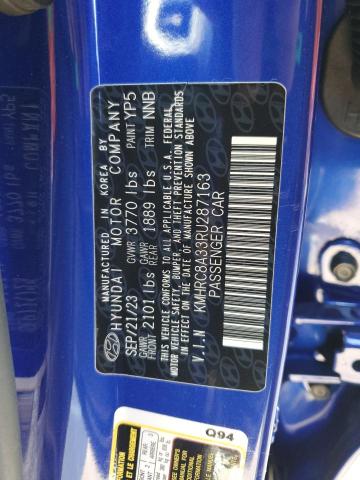 MANUFACTURED IN KOREA BY
HYUNDAI MOTOR COMPANY
SEP/21/23 GVWR 3770 lbs PAINT YP5
GAWR FRONT 2101 lbs GAWR REAR 1889 lbs TRIM NNB
THIS VEHICLE CONFORMS TO ALL APPLICABLE U.S.A. FEDERAL
MOTOR VEHICLE SAFETY, BUMPER, AND THEFT PREVENTION STANDARDS
IN EFFECT ON THE DATE OF MANUFACTURE SHOWN ABOVE
V.I.N KMHRC8A33RU287163
PASSENGER CAR
Q94